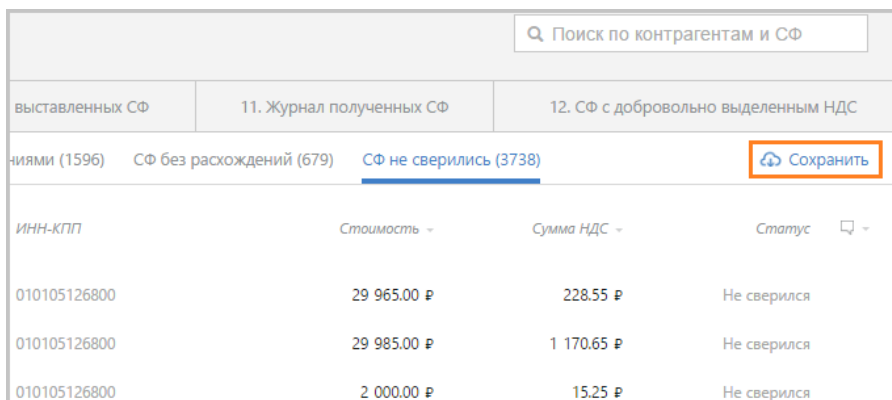 Поиск по контрагентам и СФ
выставленных СФ 11. Журнал полученных СФ 12. СФ с добровольно выделенным НДС
ниями (1596) СФ без расхождений (679) СФ не сверились (3738) Сохранить
ИНН-КПП Стоимость Сумма НДС Статус
010105126800 29 965.00 ₽ 228.55 ₽ Не сверился
010105126800 29 985.00 ₽ 1 170.65 ₽ Не сверился
010105126800 2 000.00 ₽ 15.25 ₽ Не сверился